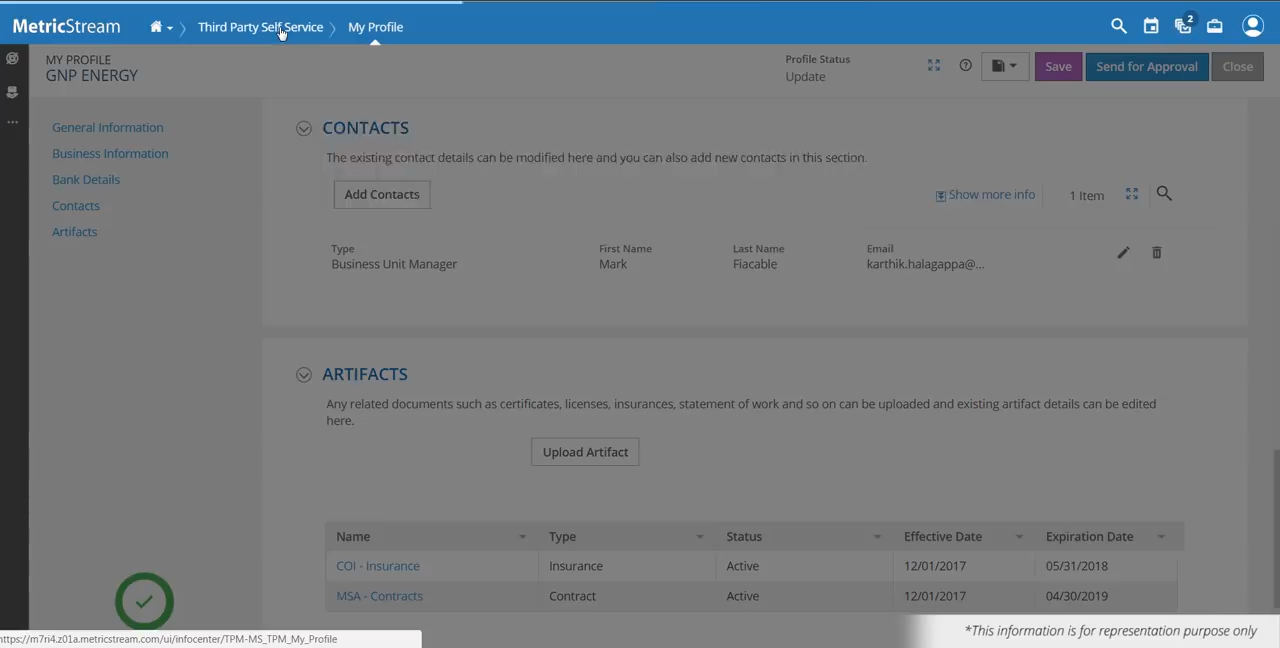 MetricStream
Third Party Self Service
My Profile
2
MY PROFILE
GNP ENERGY
Profile Status
Update
Save
Send for Approval
Close
General Information
Business Information
Bank Details
Contacts
Artifacts
CONTACTS
The existing contact details can be modified here and you can also add new contacts in this section.
Add Contacts
Show more info
1 Item
Type
First Name
Last Name
Email
Business Unit Manager
Mark
Fiacable
karthik.halagappa@...
ARTIFACTS
Any related documents such as certificates, licenses, insurances, statement of work and so on can be uploaded and existing artifact details can be edited
here.
Upload Artifact
Name
Type
Status
Effective Date
Expiration Date
COI - Insurance
Insurance
Active
12/01/2017
05/31/2018
MSA - Contracts
Contract
Active
12/01/2017
04/30/2019
https://m7ri4.z01a.metricstream.com/ui/infocenter/TPM-MS_TPM_My_Profile
*This information is for representation purpose only